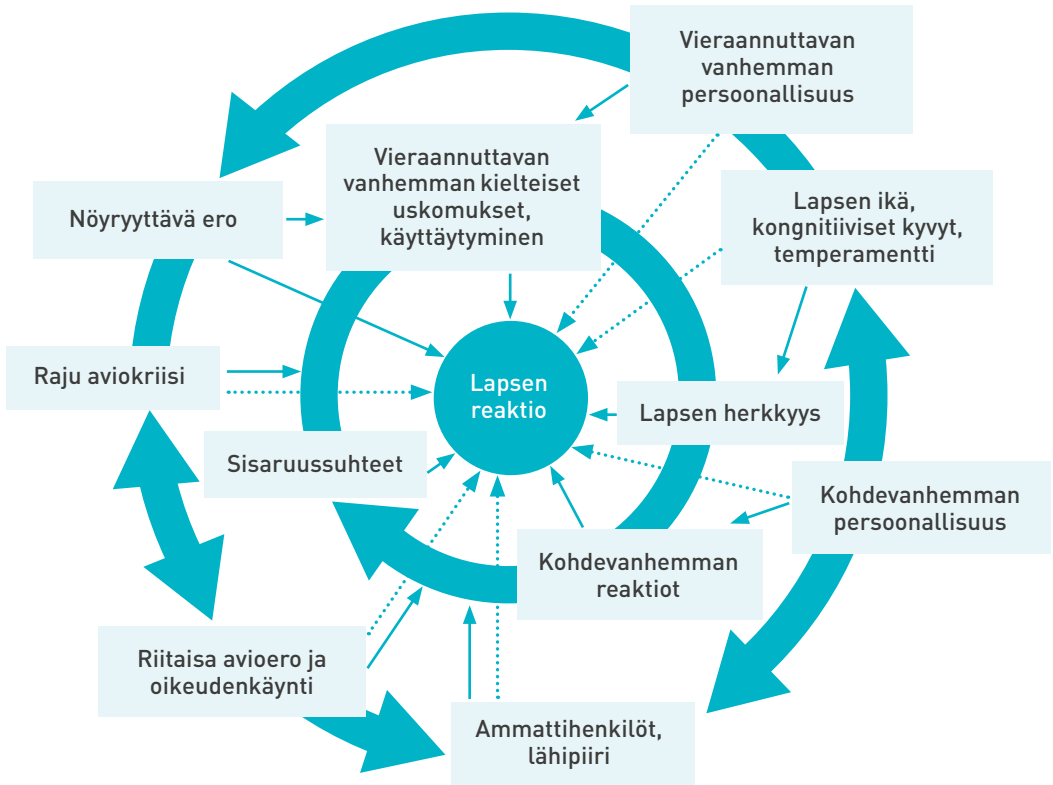 Vieraannuttavan
vanhemman
persoonallisuus
Vieraannuttavan
vanhemman kielteiset
uskomukset,
käyttäytyminen
Nöyryyttävä ero
Lapsen ikä,
kongnitiiviset kyvyt,
temperamentti
Raju aviokriisi
Lapsen
reaktio
Lapsen herkkyys
Sisaruussuhteet
Kohdevanhemman
persoonallisuus
Kohdevanhemman
reaktiot
Riitaisa avioero ja
oikeudenkäynti
Ammattihenkilöt,
lähipiiri